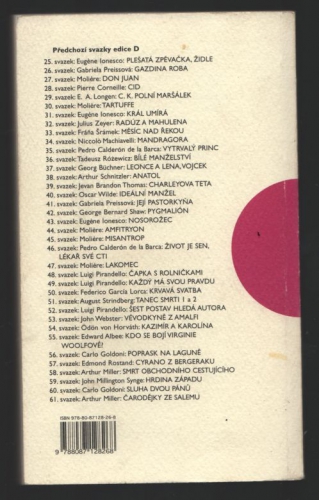 Předchozí svazky edice D
25. svazek: Eugène Ionesco: PLEŠATÁ ZPĚVAČKA, ŽIDLE
26. svazek: Gabriela Preissová: GAZDINA ROBA
27. svazek: Molière: DON JUAN
28. svazek: Pierre Corneille: CID
29. svazek: E. A. Longen: C. K. POLNÍ MARŠÁLEK
30. svazek: Molière: TARTUFFE
31. svazek: Eugène Ionesco: KRÁL UMÍRÁ
32. svazek: Julius Zeyer: RADÚZ A MAHULENA
33. svazek: Fráňa Šrámek: MĚSÍC NAD ŘEKOU
34. svazek: Niccolò Machiavelli: MANDRAGORA
35. svazek: Pedro Calderón de la Barca: VYTRVALÝ PRINC
36. svazek: Tadeusz Rózewicz: BÍLÉ MANŽELSTVÍ
37. svazek: Georg Büchner: LEONCE A LENA, VOJCEK
38. svazek: Arthur Schnitzler: ANATOL
39. svazek: Jevan Brandon Thomas: CHARLEYOVA TETA
40. svazek: Oscar Wilde: IDEÁLNÍ MANŽEL
41. svazek: Gabriela Preissová: JEJÍ PASTORKYŇA
42. svazek: George Bernard Shaw: PYGMALIÓN
43. svazek: Eugène Ionesco: NOSOROŽEC
44. svazek: Molière: AMFITRYON
45. svazek: Molière: MISANTROP
46. svazek: Pedro Calderón de la Barca: ŽIVOT JE SEN,
LÉKAŘ SVÉ CTI
47. svazek: Molière: LAKOMEC
48. svazek: Luigi Pirandello: ČAPKA S ROLNIČKAMI
49. svazek: Luigi Pirandello: KAŽDÝ MÁ SVOU PRAVDU
50. svazek: Federico García Lorca: KRVAVÁ SVATBA
51. svazek: August Strindberg: TANEC SMRTI 1 a 2
52. svazek: Luigi Pirandello: ŠEST POSTAV HLEDÁ AUTORA
53. svazek: John Webster: VÉVODKYNĚ Z AMALFI
54. svazek: Ödön von Horváth: KAZIMÍR A KAROLÍNA
55. svazek: Edward Albee: KDO SE BOJÍ VIRGINIE
WOOLFOVÉ?
56. svazek: Carlo Goldoni: POPRASK NA LAGUNĚ
57. svazek: Edmond Rostand: CYRANO Z BERGERAKU
58. svazek: Arthur Miller: SMRT OBCHODNÍHO CESTUJÍCÍHO
59. svazek: John Millington Synge: HRDINA ZÁPADU
60. svazek: Carlo Goldoni: SLUHA DVOU PÁNŮ
61. svazek: Arthur Miller: ČARODĚJKY ZE SALEMU
ISBN 978-80-87128-26-8
9 788087 128268